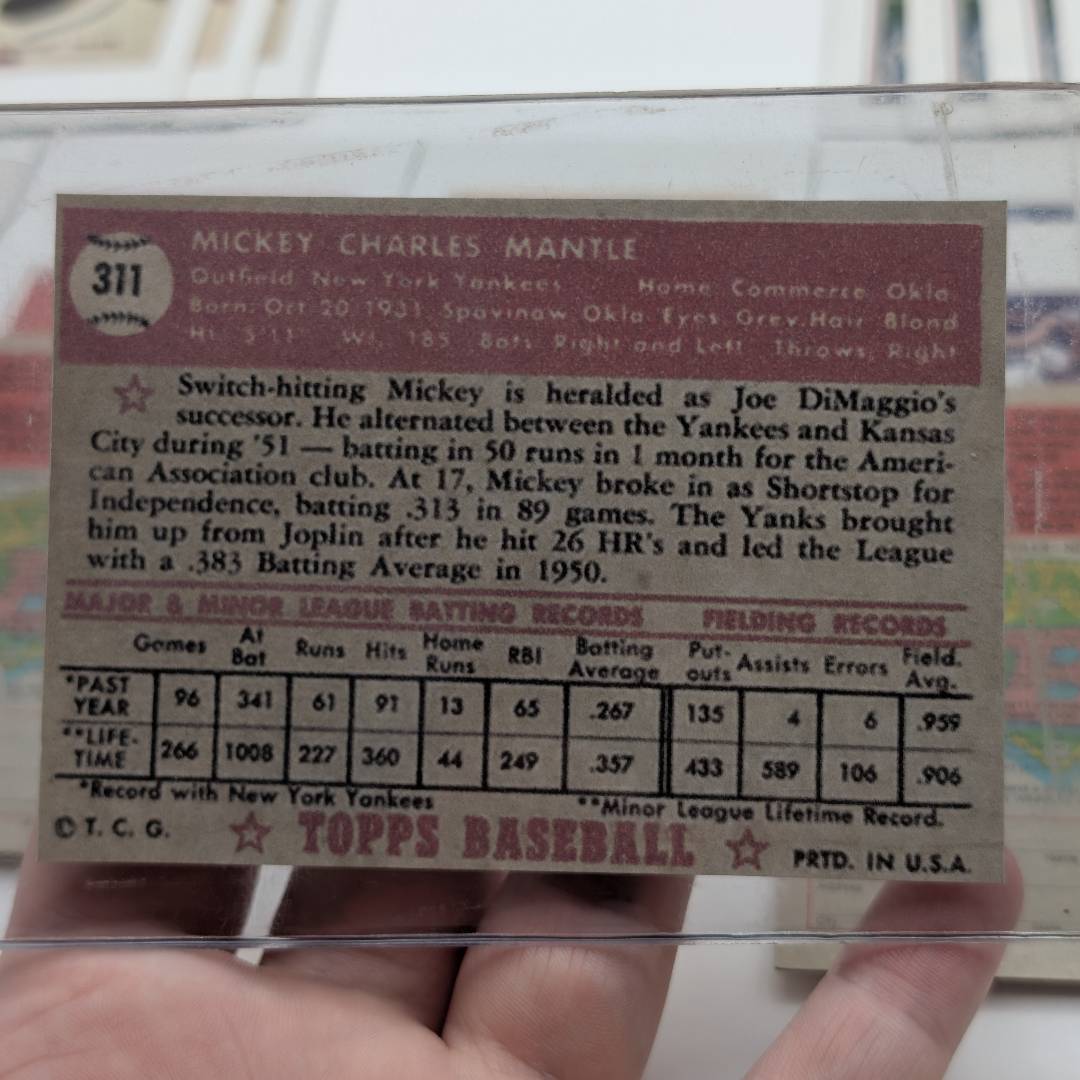 311
MICKEY CHARLES MANTLE
Outfield New York Yankees Home Commerce Okla.
Born: Oct 20 1931 Spavinaw Okla Eyes Grey. Hair Blond
Ht. 5'11 Wt. 185 Bats Right and Left Throws, Right
Switch-hitting Mickey is heralded as Joe DiMaggio's
successor. He alternated between the Yankees and Kansas
City during '51 — batting in 50 runs in 1 month for the Ameri-
can Association club. At 17, Mickey broke in as Shortstop for
Independence, batting .313 in 89 games. The Yanks brought
him up from Joplin after he hit 26 HR's and led the League
with a .383 Batting Average in 1950.
MAJOR & MINOR LEAGUE BATTING RECORDS FIELDING RECORDS
Games At Bat Runs Hits Home Runs RBI Batting Average Put-outs Assists Errors Field. Avg.
*PAST YEAR 96 341 61 91 13 65 .267 135 4 6 .959
**LIFE-TIME 266 1008 227 360 44 249 .357 433 589 106 .906
*Record with New York Yankees **Minor League Lifetime Record.
© T. C. G. TOPPS BASEBALL PRTD. IN U.S.A.